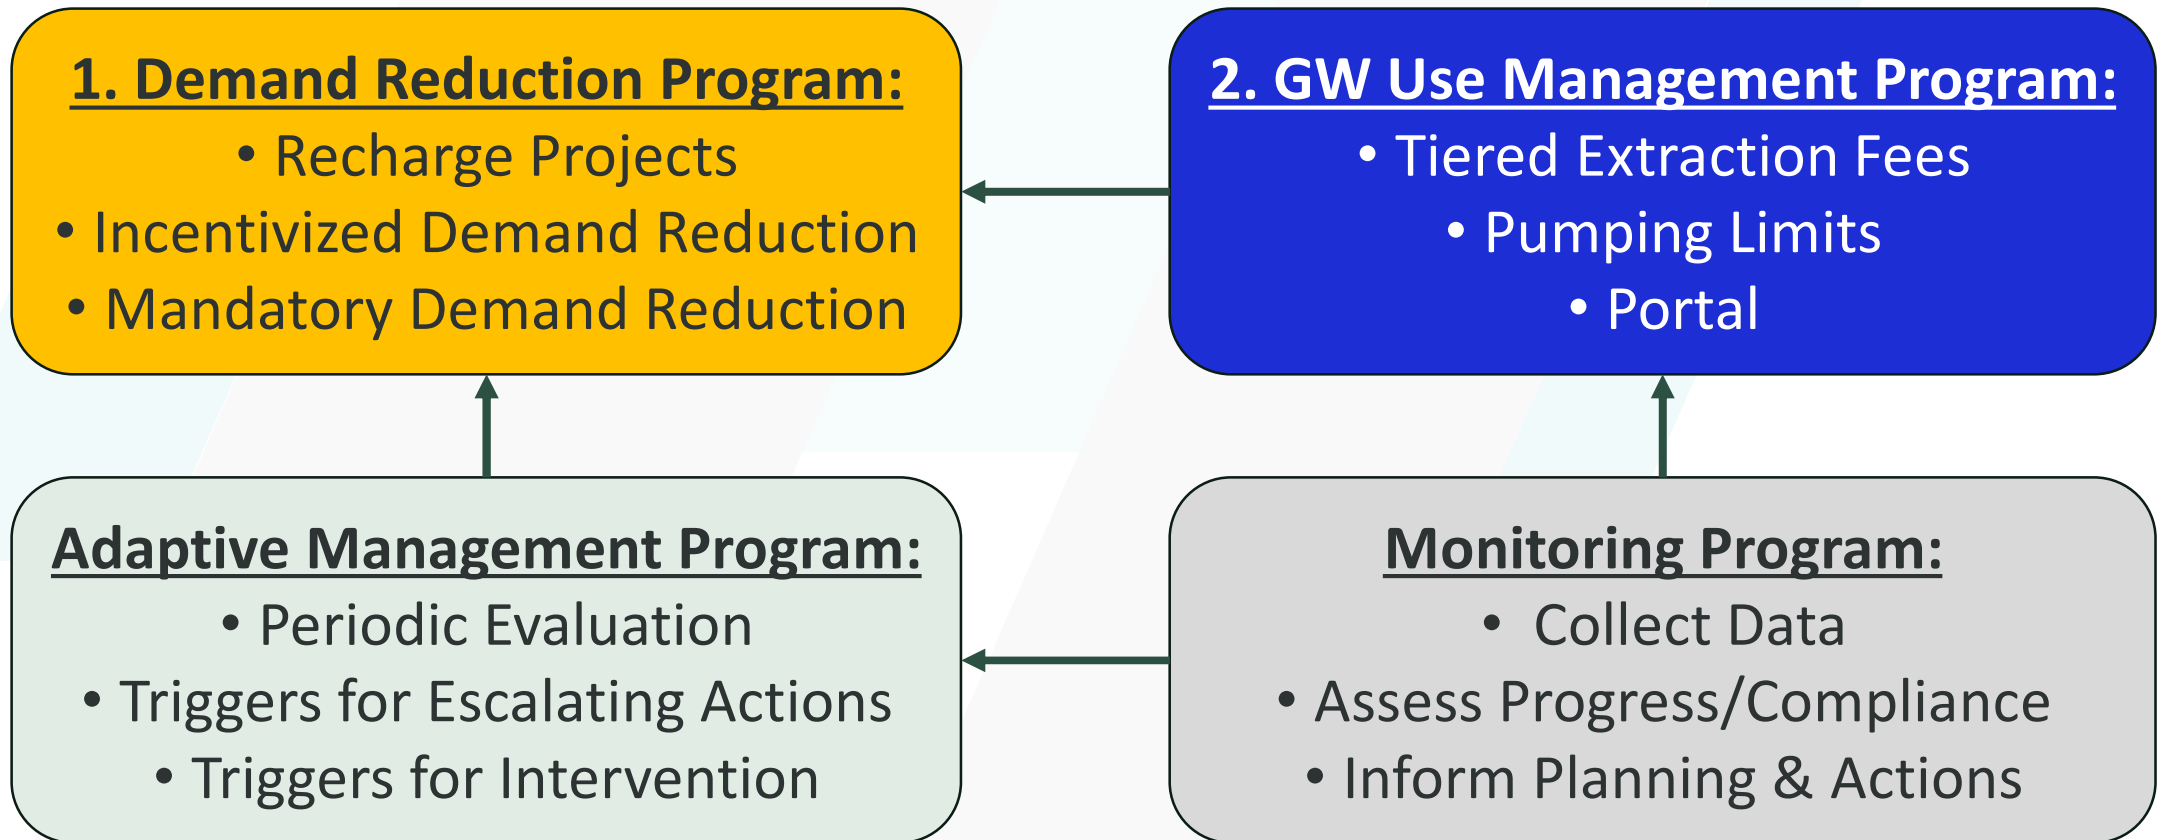 1. Demand Reduction Program:
• Recharge Projects
• Incentivized Demand Reduction
• Mandatory Demand Reduction
2. GW Use Management Program:
• Tiered Extraction Fees
• Pumping Limits
• Portal
Adaptive Management Program:
• Periodic Evaluation
• Triggers for Escalating Actions
• Triggers for Intervention
Monitoring Program:
• Collect Data
• Assess Progress/Compliance
• Inform Planning & Actions